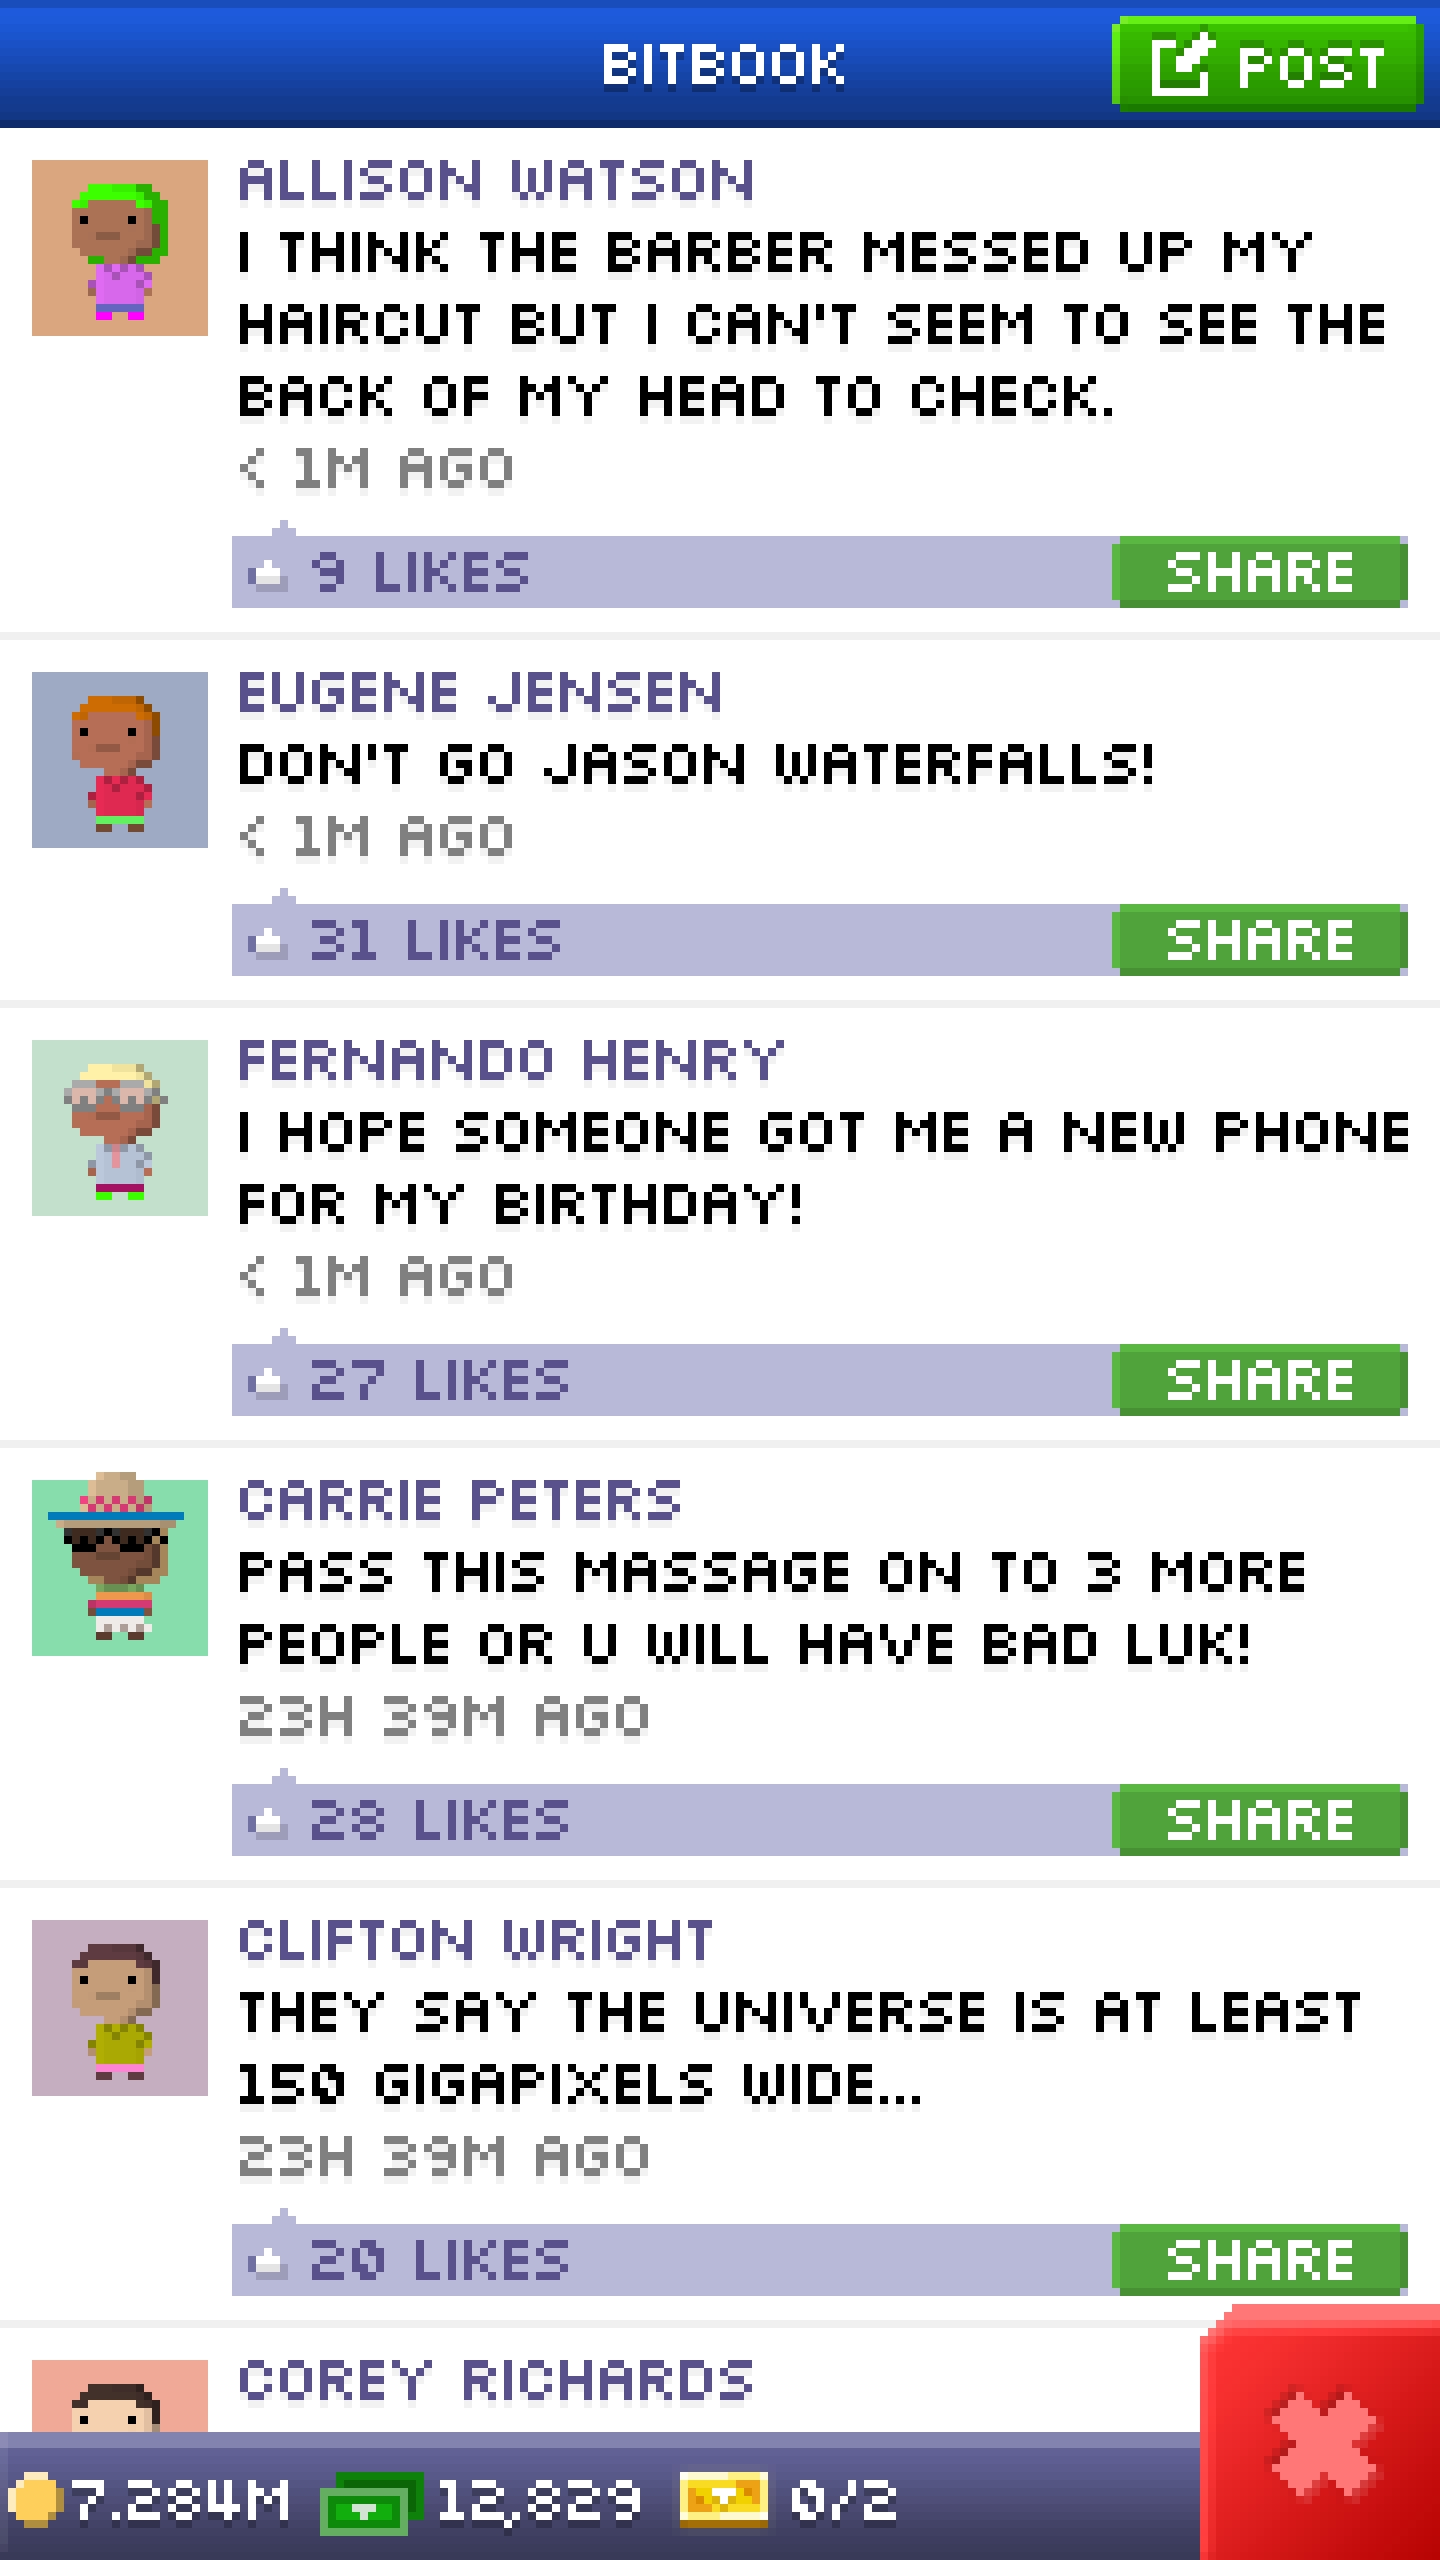 BITBOOK
POST
ALLISON WATSON
I THINK THE BARBER MESSED UP MY
HAIRCUT BUT I CAN'T SEEM TO SEE THE
BACK OF MY HEAD TO CHECK.
< 1M AGO
9 LIKES
SHARE
EUGENE JENSEN
DON'T GO JASON WATERFALLS!
< 1M AGO
31 LIKES
SHARE
FERNANDO HENRY
I HOPE SOMEONE GOT ME A NEW PHONE
FOR MY BIRTHDAY!
< 1M AGO
27 LIKES
SHARE
CARRIE PETERS
PASS THIS MASSAGE ON TO 3 MORE
PEOPLE OR U WILL HAVE BAD LUK!
23H 39M AGO
28 LIKES
SHARE
CLIFTON WRIGHT
THEY SAY THE UNIVERSE IS AT LEAST
150 GIGAPIXELS WIDE...
23H 39M AGO
20 LIKES
SHARE
COREY RICHARDS
7.284M 12,829 0/2